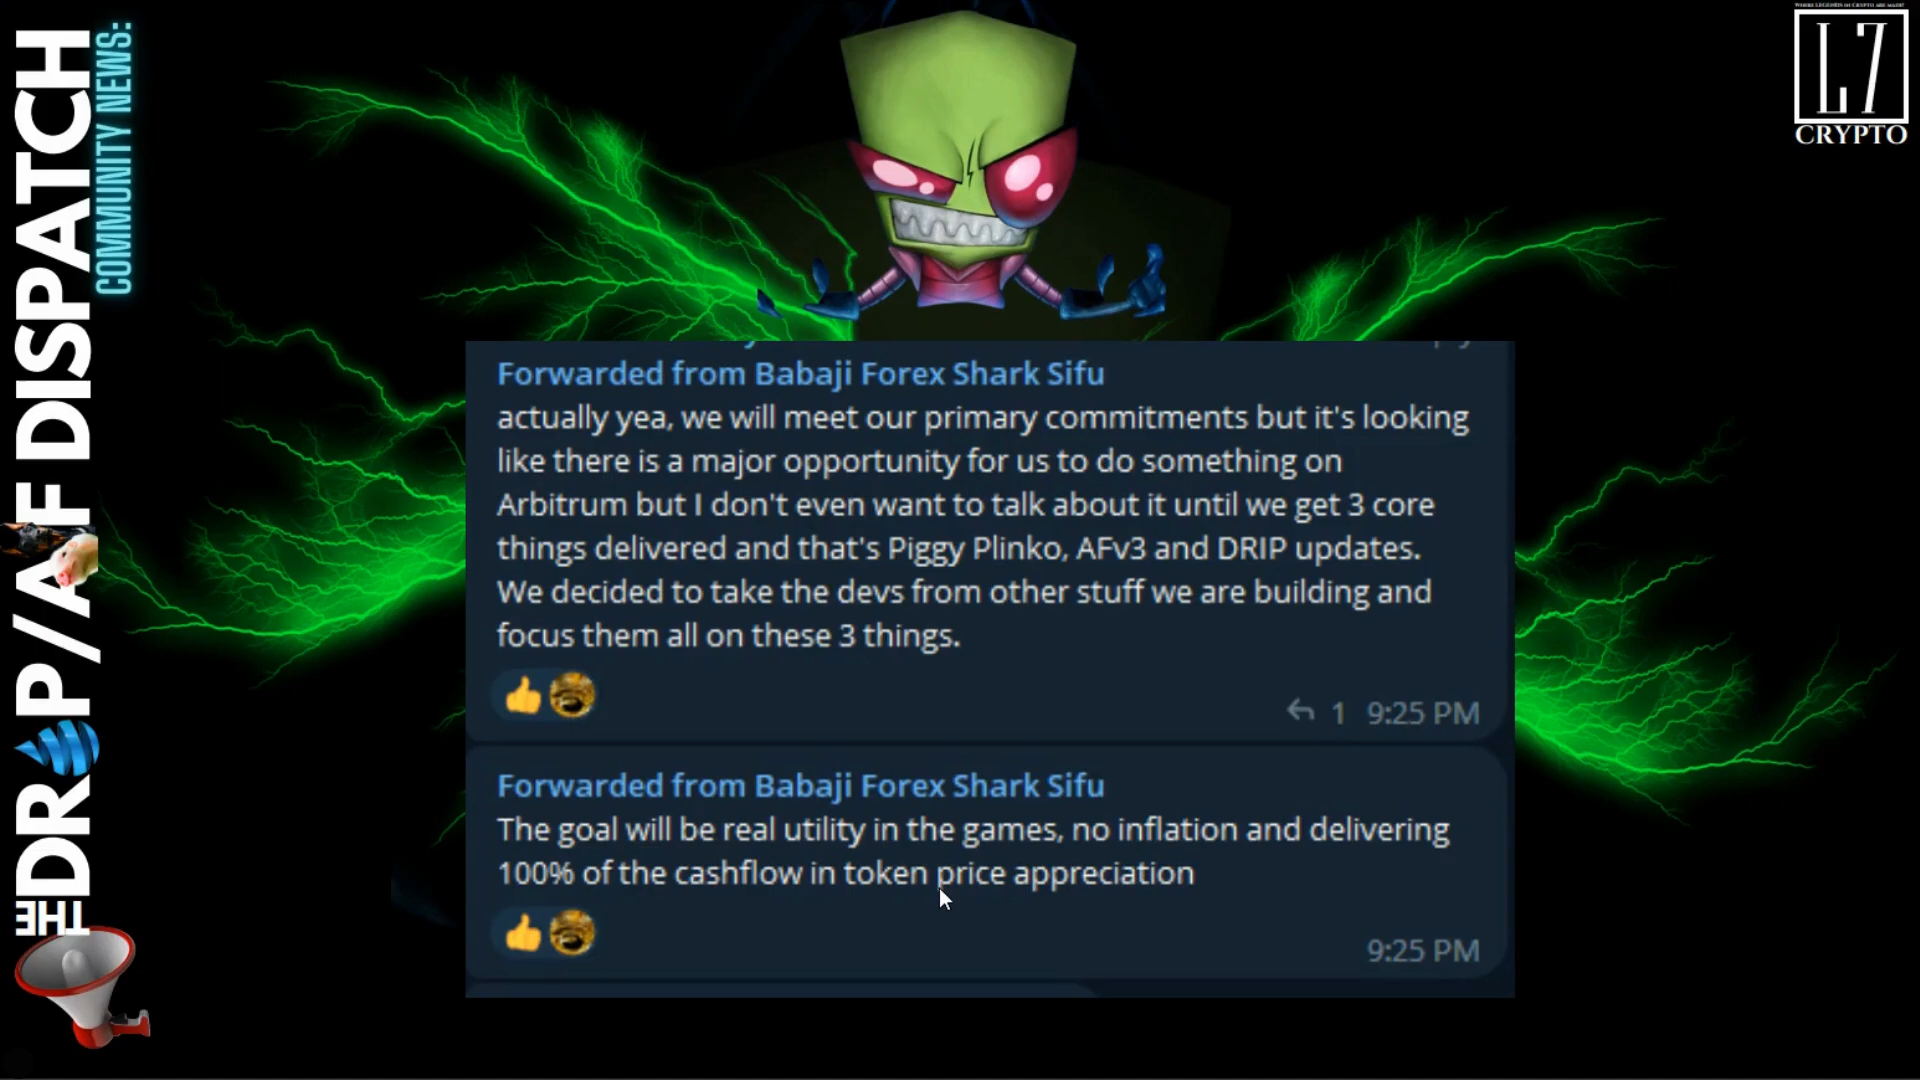 THE DRIP/AF DISPATCH
COMMUNITY NEWS:
L7
CRYPTO
Forwarded from Babaji Forex Shark Sifu
actually yea, we will meet our primary commitments but it's looking
like there is a major opportunity for us to do something on
Arbitrum but I don't even want to talk about it until we get 3 core
things delivered and that's Piggy Plinko, AFv3 and DRIP updates.
We decided to take the devs from other stuff we are building and
focus them all on these 3 things.
1 9:25 PM
Forwarded from Babaji Forex Shark Sifu
The goal will be real utility in the games, no inflation and delivering
100% of the cashflow in token price appreciation
9:25 PM